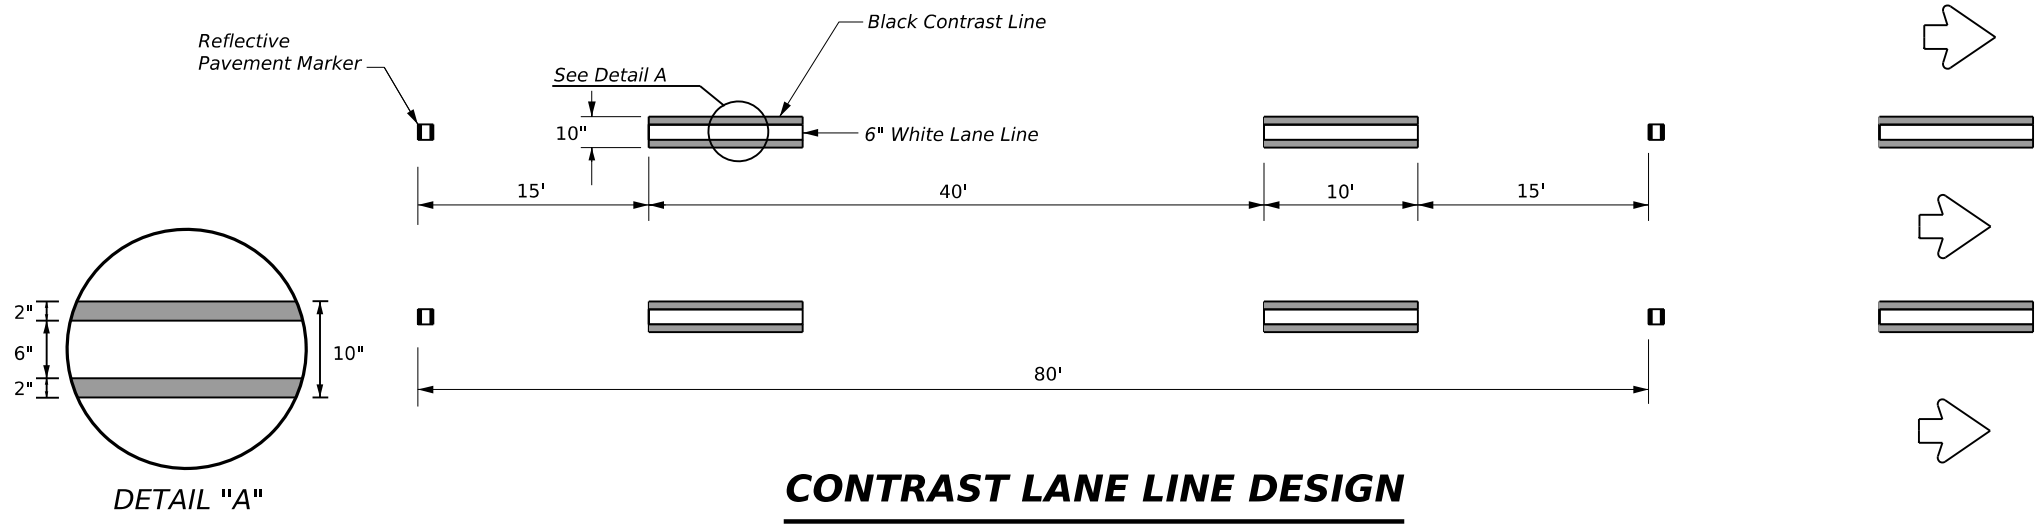 Black Contrast Line
Reflective
Pavement Marker
See Detail A
10"
6" White Lane Line
15'
40'
10'
15'
2"
6"
2"
10"
80'
DETAIL "A"
CONTRAST LANE LINE DESIGN